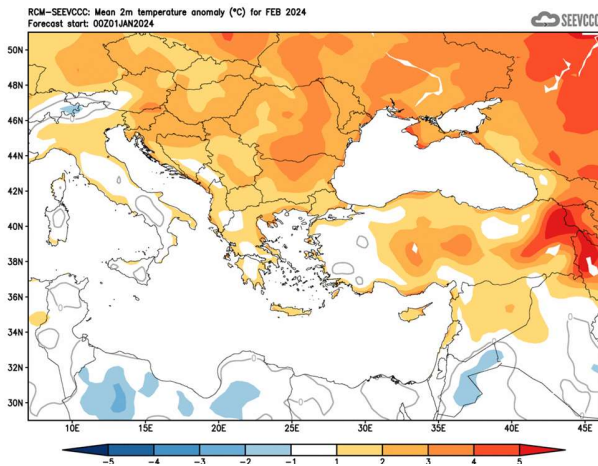 RCM-SEEVCCC: Mean 2m temperature anomaly (°C) for FEB 2024
Forecast start: 00Z01JAN2024
SEEVCCC
50N
48N
46N
44N
42N
40N
38N
36N
34N
32N
30N
10E 15E 20E 25E 30E 35E 40E 45E
-5 -4 -3 -2 -1 1 2 3 4 5